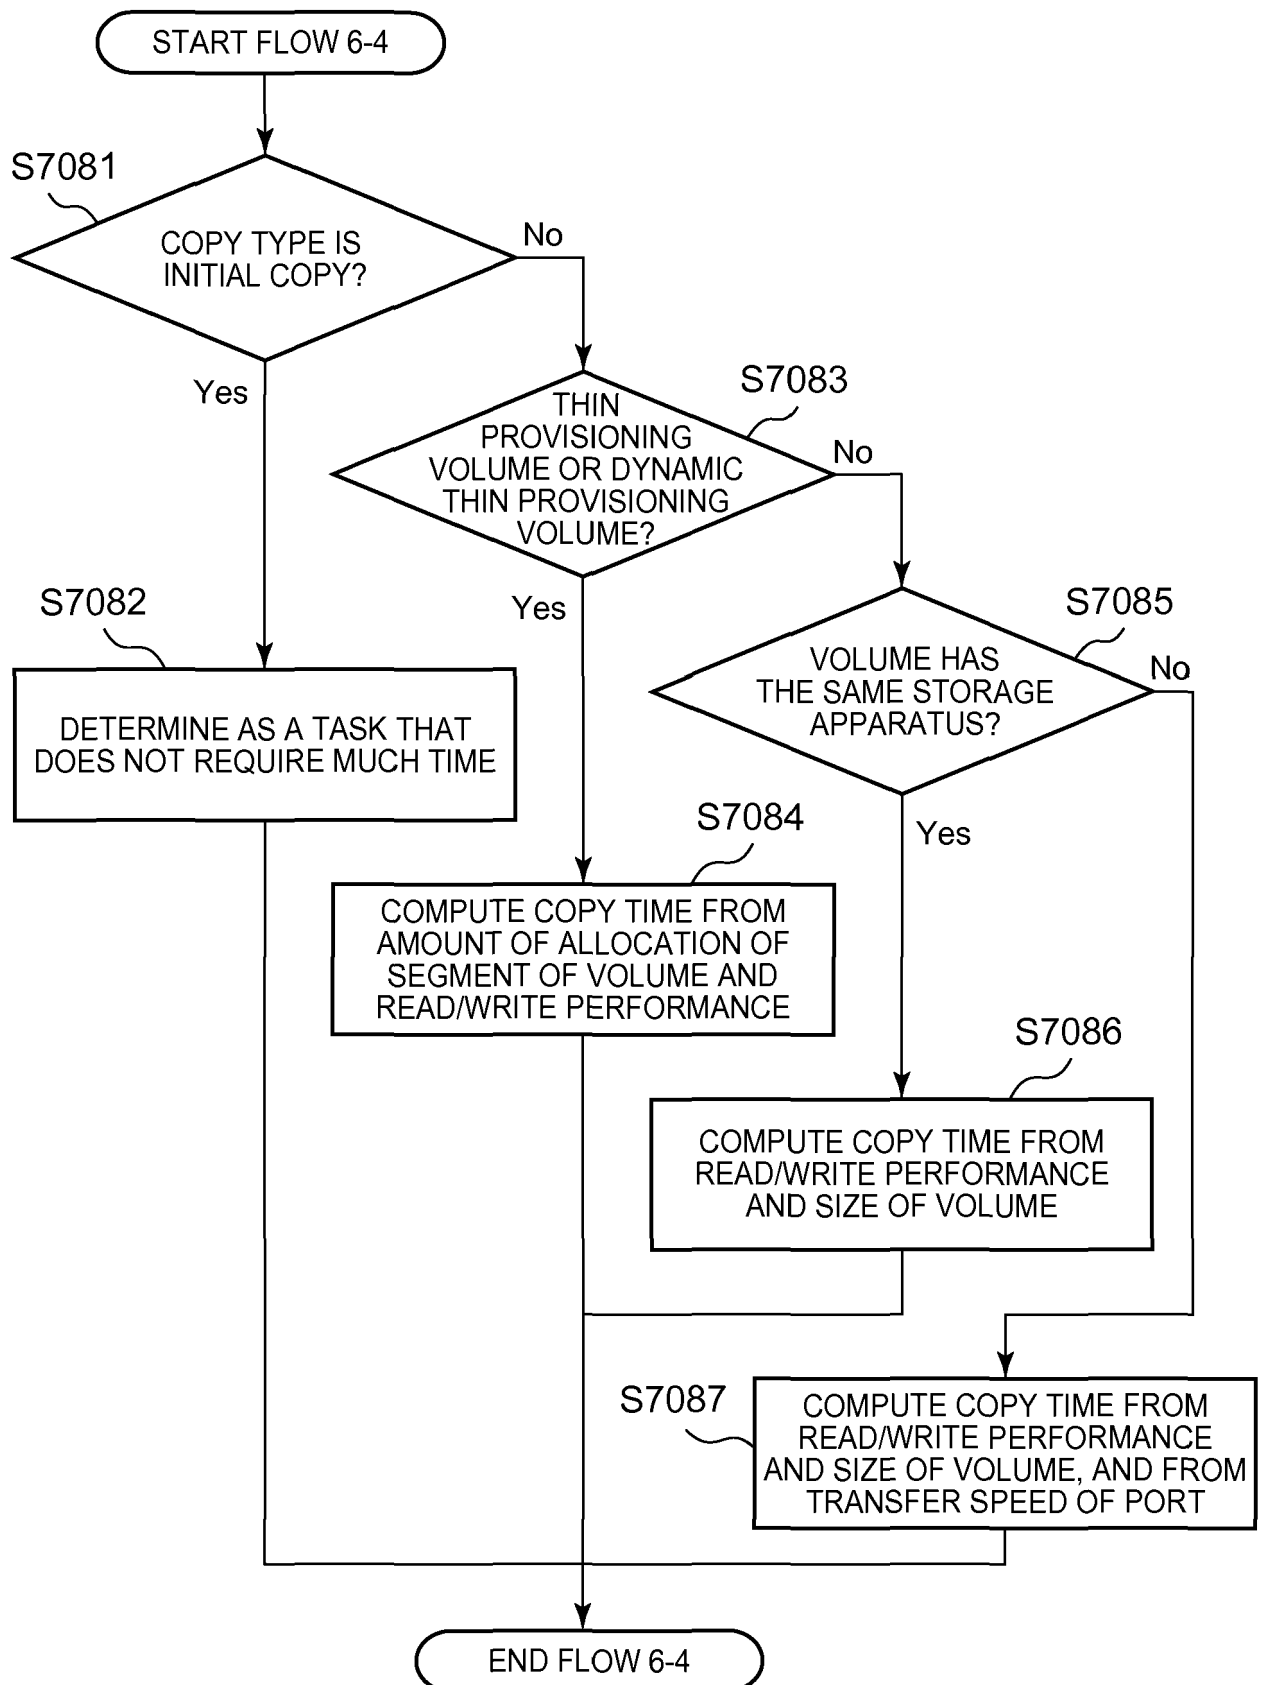 START FLOW 6-4
S7081
COPY TYPE IS
INITIAL COPY?
No
Yes
S7083
THIN
PROVISIONING
VOLUME OR DYNAMIC
THIN PROVISIONING
VOLUME?
No
Yes
S7082
DETERMINE AS A TASK THAT
DOES NOT REQUIRE MUCH TIME
S7085
VOLUME HAS
THE SAME STORAGE
APPARATUS?
No
Yes
S7084
COMPUTE COPY TIME FROM
AMOUNT OF ALLOCATION OF
SEGMENT OF VOLUME AND
READ/WRITE PERFORMANCE
S7086
COMPUTE COPY TIME FROM
READ/WRITE PERFORMANCE
AND SIZE OF VOLUME
S7087
COMPUTE COPY TIME FROM
READ/WRITE PERFORMANCE
AND SIZE OF VOLUME, AND FROM
TRANSFER SPEED OF PORT
END FLOW 6-4